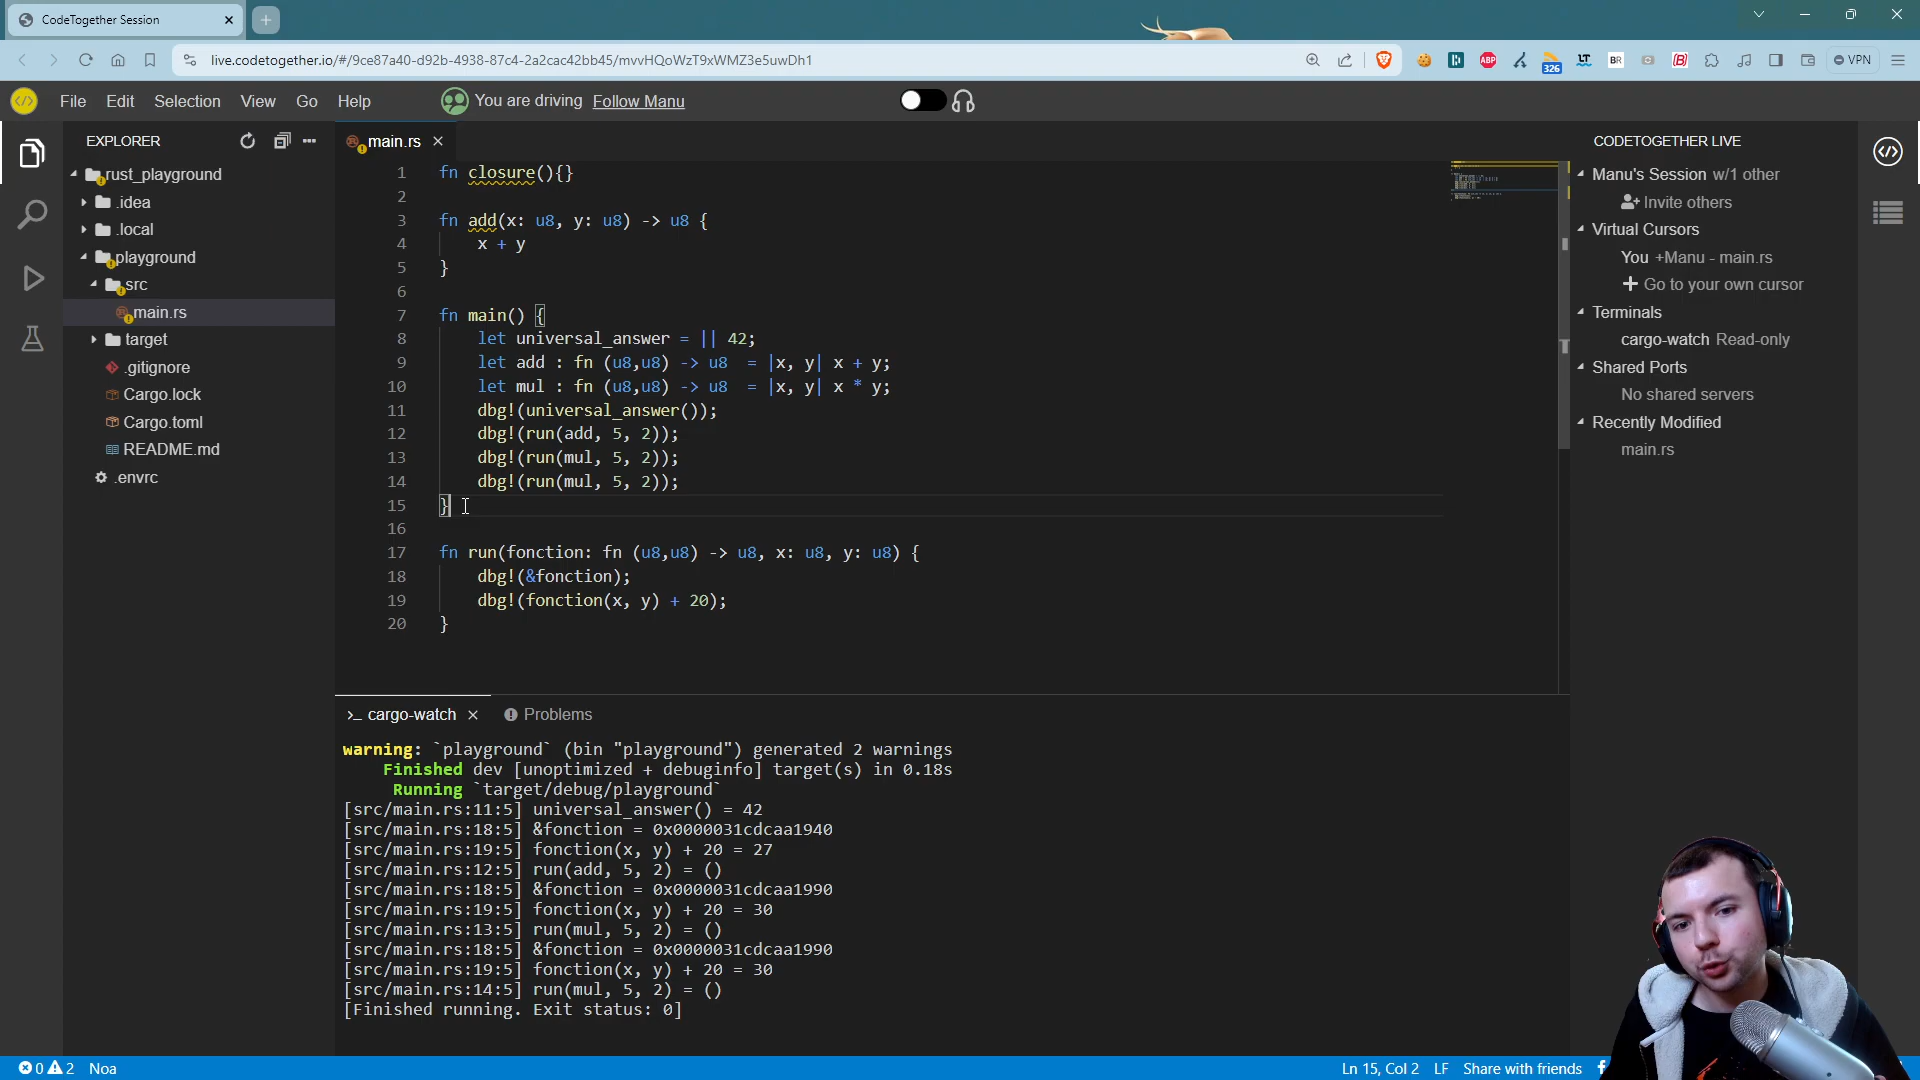 CodeTogether Session
live.codetogether.io/#/9ce87a40-d92b-4938-87c4-2a2cac42bb45/mvvHQoWzT9xWMZ3e5uwDh1
ABP
326
LT
BR
VPN
File Edit Selection View Go Help
You are driving Follow Manu
EXPLORER
rust_playground
.idea
.local
playground
src
main.rs
target
.gitignore
Cargo.lock
Cargo.toml
README.md
.envrc
main.rs
1 fn closure(){}
2
3 fn add(x: u8, y: u8) -> u8 {
4 x + y
5 }
6
7 fn main() {
8 let universal_answer = || 42;
9 let add : fn (u8,u8) -> u8  = |x, y| x + y;
10 let mul : fn (u8,u8) -> u8  = |x, y| x * y;
11 dbg!(universal_answer());
12 dbg!(run(add, 5, 2));
13 dbg!(run(mul, 5, 2));
14 dbg!(run(mul, 5, 2));
15 }
16
17 fn run(fonction: fn (u8,u8) -> u8, x: u8, y: u8) {
18 dbg!(&fonction);
19 dbg!(fonction(x, y) + 20);
20 }
CODETOGETHER LIVE
Manu's Session w/1 other
Invite others
Virtual Cursors
You +Manu - main.rs
Go to your own cursor
Terminals
cargo-watch Read-only
Shared Ports
No shared servers
Recently Modified
main.rs
cargo-watch
Problems
warning: `playground` (bin "playground") generated 2 warnings
Finished dev [unoptimized + debuginfo] target(s) in 0.18s
Running `target/debug/playground`
[src/main.rs:11:5] universal_answer() = 42
[src/main.rs:18:5] &fonction = 0x0000031cdcaa1940
[src/main.rs:19:5] fonction(x, y) + 20 = 27
[src/main.rs:12:5] run(add, 5, 2) = ()
[src/main.rs:18:5] &fonction = 0x0000031cdcaa1990
[src/main.rs:19:5] fonction(x, y) + 20 = 30
[src/main.rs:13:5] run(mul, 5, 2) = ()
[src/main.rs:18:5] &fonction = 0x0000031cdcaa1990
[src/main.rs:19:5] fonction(x, y) + 20 = 30
[src/main.rs:14:5] run(mul, 5, 2) = ()
[Finished running. Exit status: 0]
0 2 Noa
Ln 15, Col 2 LF Share with friends